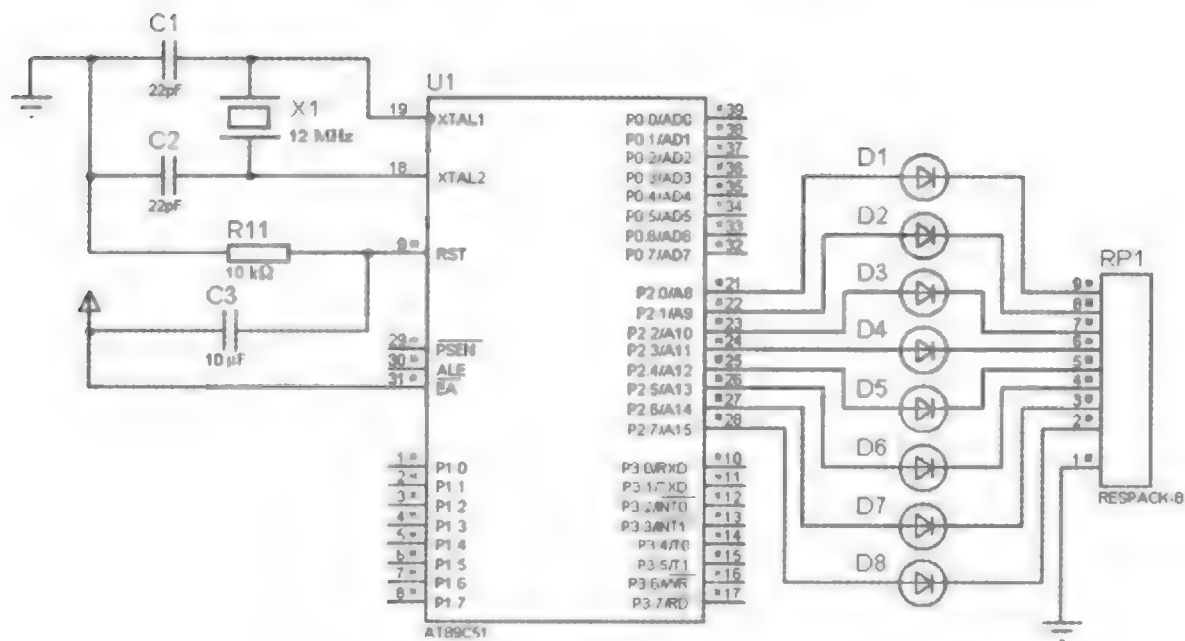 C1
22pF
X1
12 MHz
C2
22pF
R11
10 kΩ
C3
10 µF
U1
19 XTAL1
18 XTAL2
9 RST
29 PSEN
30 ALE
31 EA
1 P1.0
2 P1.1
3 P1.2
4 P1.3
5 P1.4
6 P1.5
7 P1.6
8 P1.7
P0.0/AD0 39
P0.1/AD1 38
P0.2/AD2 37
P0.3/AD3 36
P0.4/AD4 35
P0.5/AD5 34
P0.6/AD6 33
P0.7/AD7 32
P2.0/A8 21
P2.1/A9 22
P2.2/A10 23
P2.3/A11 24
P2.4/A12 25
P2.5/A13 26
P2.6/A14 27
P2.7/A15 28
P3.0/RXD 10
P3.1/TXD 11
P3.2/INT0 12
P3.3/INT1 13
P3.4/T0 14
P3.5/T1 15
P3.6/WR 16
P3.7/RD 17
AT89C51
D1
D2
D3
D4
D5
D6
D7
D8
RP1
9
8
7
6
5
4
3
2
1
RESPACK-8